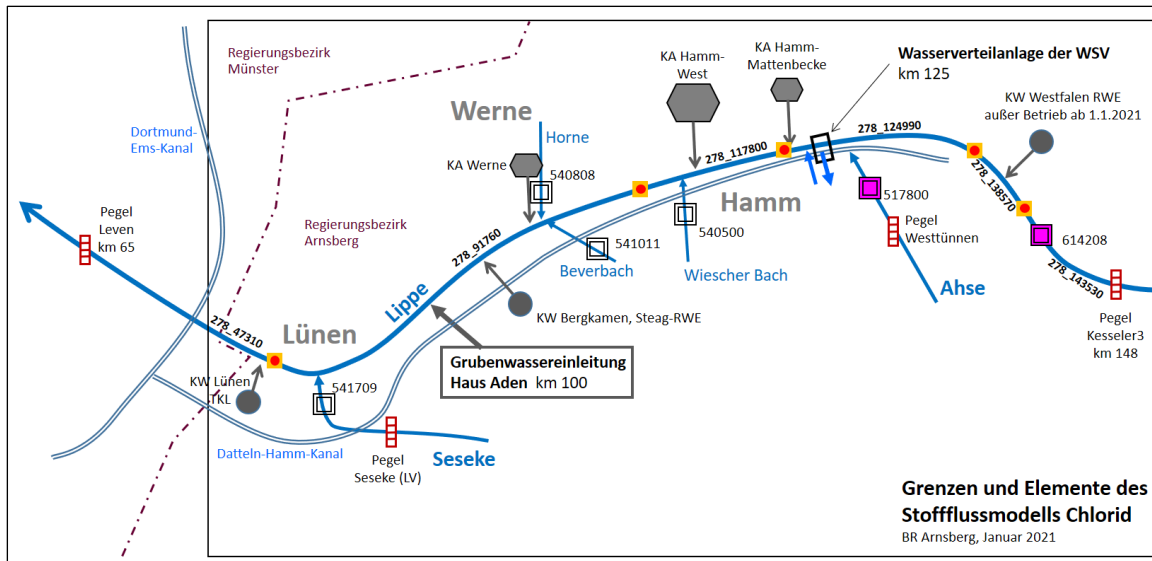 Regierungsbezirk
Münster
KA Hamm-
West
KA Hamm-
Mattenbecke
Wasserverteilanlage der WSV
km 125
KW Westfalen RWE
außer Betrieb ab 1.1.2021
Dortmund-
Ems-Kanal
Werne
Horne
KA Werne
540808
278_117800
278_124990
278_138570
517800
Pegel
Westtünnen
614208
278_143530
Pegel
Leven
km 65
Regierungsbezirk
Arnsberg
278_91760
541011
Beverbach
Hamm
540500
Wiescher Bach
Ahse
Pegel
Kesseler3
km 148
Lippe
KW Bergkamen, Steag-RWE
278_47310
Lünen
Grubenwassereinleitung
Haus Aden km 100
KW Lünen
TKL
541709
Datteln-Hamm-Kanal
Pegel
Seseke (LV)
Seseke
Grenzen und Elemente des
Stoffflussmodells Chlorid
BR Arnsberg, Januar 2021